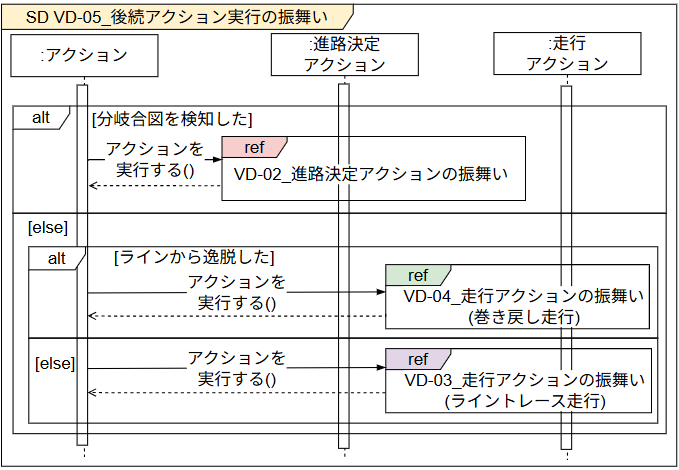 SD VD-05_後続アクション実行の振舞い
:アクション
:進路決定
アクション
:走行
アクション
alt
[分岐合図を検知した]
アクションを
実行する()
ref
VD-02_進路決定アクションの振舞い
[else]
alt
[ラインから逸脱した]
アクションを
実行する()
ref
VD-04_走行アクションの振舞い
(巻き戻し走行)
[else]
アクションを
実行する()
ref
VD-03_走行アクションの振舞い
(ライントレース走行)